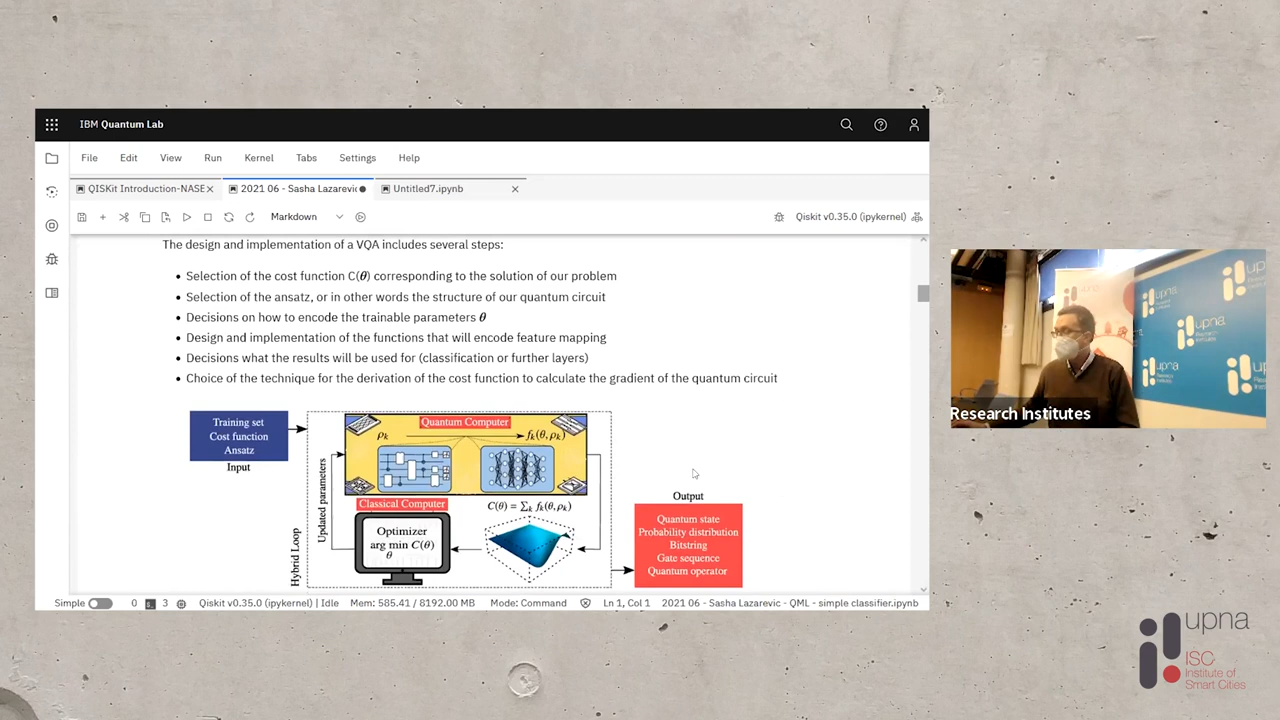 IBM Quantum Lab
File Edit View Run Kernel Tabs Settings Help
QISKit Introduction-NASE 2021 06 - Sasha Lazarevic Untitled7.ipynb
Markdown Qiskit v0.35.0 (ipykernel)
The design and implementation of a VQA includes several steps:
• Selection of the cost function C(θ) corresponding to the solution of our problem
• Selection of the ansatz, or in other words the structure of our quantum circuit
• Decisions on how to encode the trainable parameters θ
• Design and implementation of the functions that will encode feature mapping
• Decisions what the results will be used for (classification or further layers)
• Choice of the technique for the derivation of the cost function to calculate the gradient of the quantum circuit
Training set
Cost function
Ansatz
Input
Hybrid Loop
Updated parameters
Quantum Computer
ρk fk(θ,ρk)
Classical Computer
C(θ) = ∑k fk(θ,ρk)
Optimizer
arg min C(θ)
θ
Output
Quantum state
Probability distribution
Bitstring
Gate sequence
Quantum operator
Simple 0 3 Qiskit v0.35.0 (ipykernel) | Idle Mem: 585.41 / 8192.00 MB Mode: Command Ln 1, Col 1 2021 06 - Sasha Lazarevic - QML - simple classifier.ipynb
upna
upna
upna
upna
upna
Research Institutes
upna
ISC
Institute of
Smart Cities